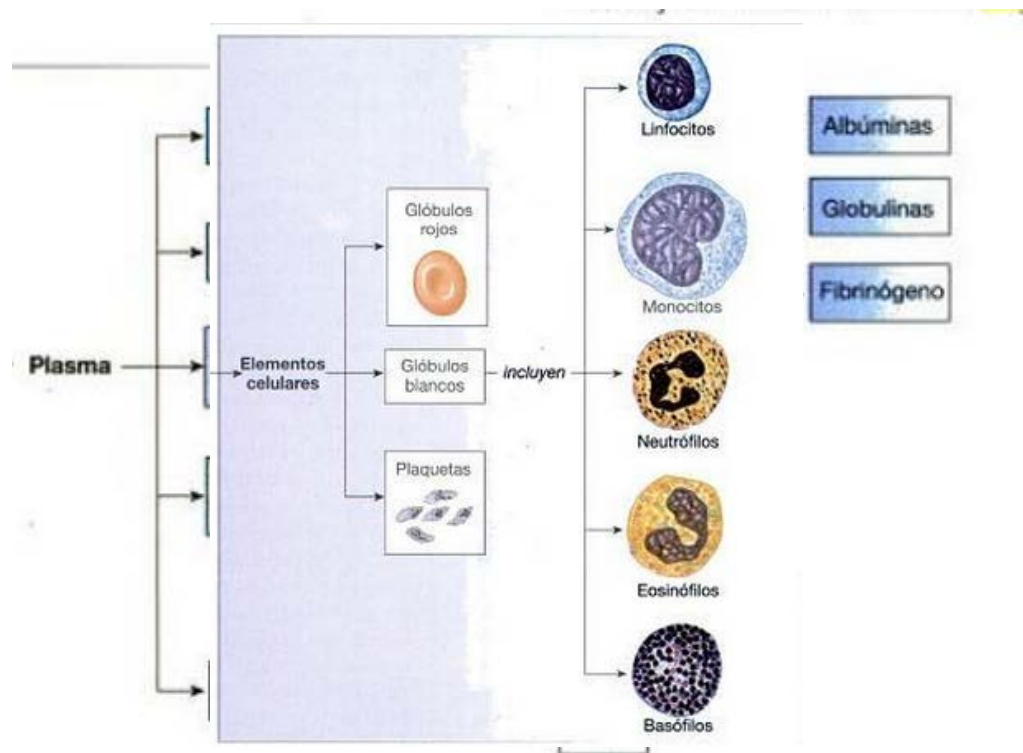 Plasma
Elementos
celulares
Glóbulos
rojos
Glóbulos
blancos
Plaquetas
incluyen
Linfocitos
Monocitos
Neutrófilos
Eosinófilos
Basófilos
Albúminas
Globulinas
Fibrinógeno